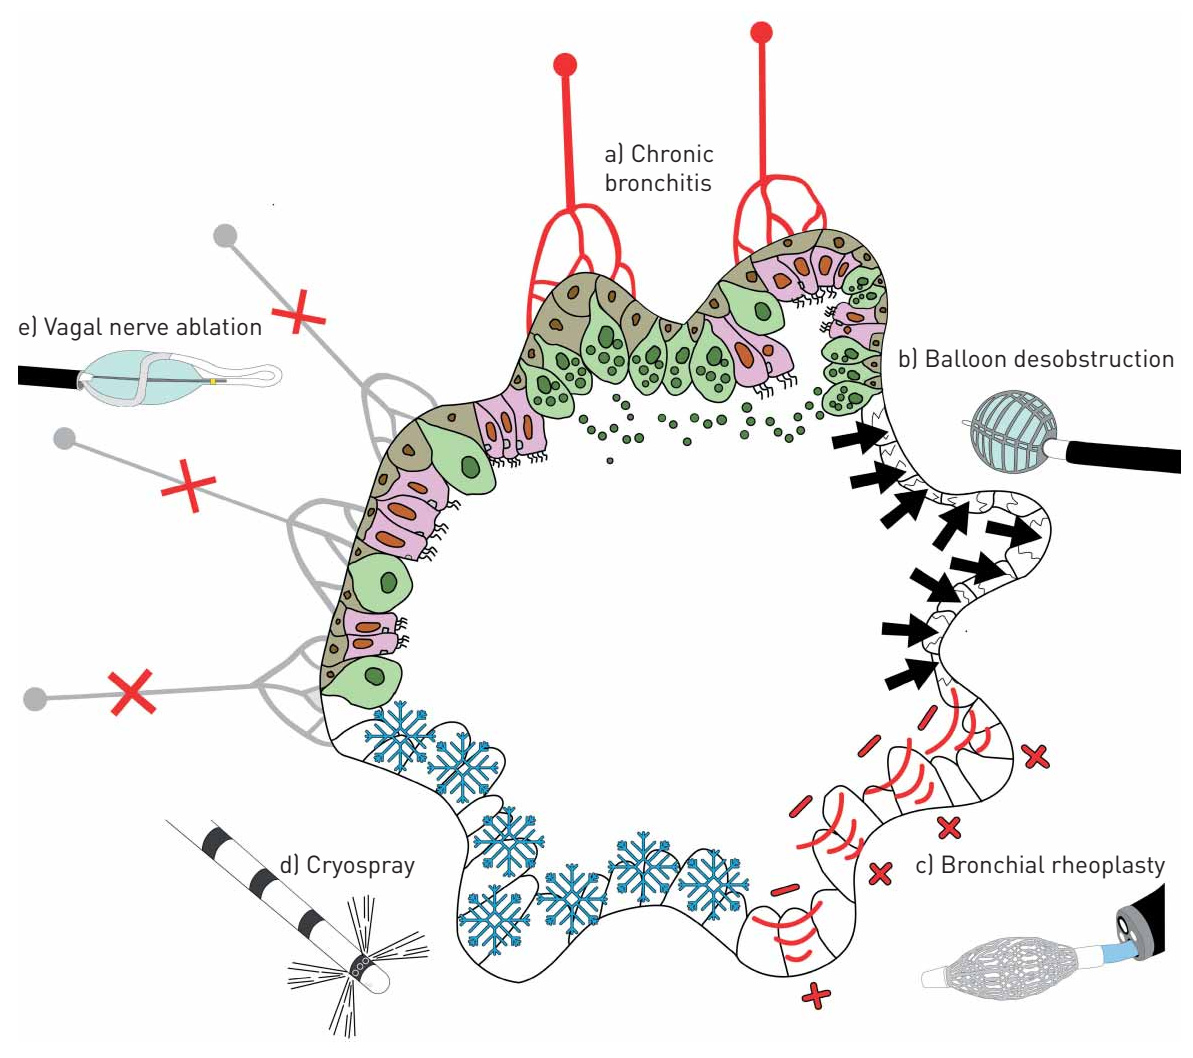 a) Chronic
bronchitis
e) Vagal nerve ablation
b) Balloon desobstruction
d) Cryospray
c) Bronchial rheoplasty